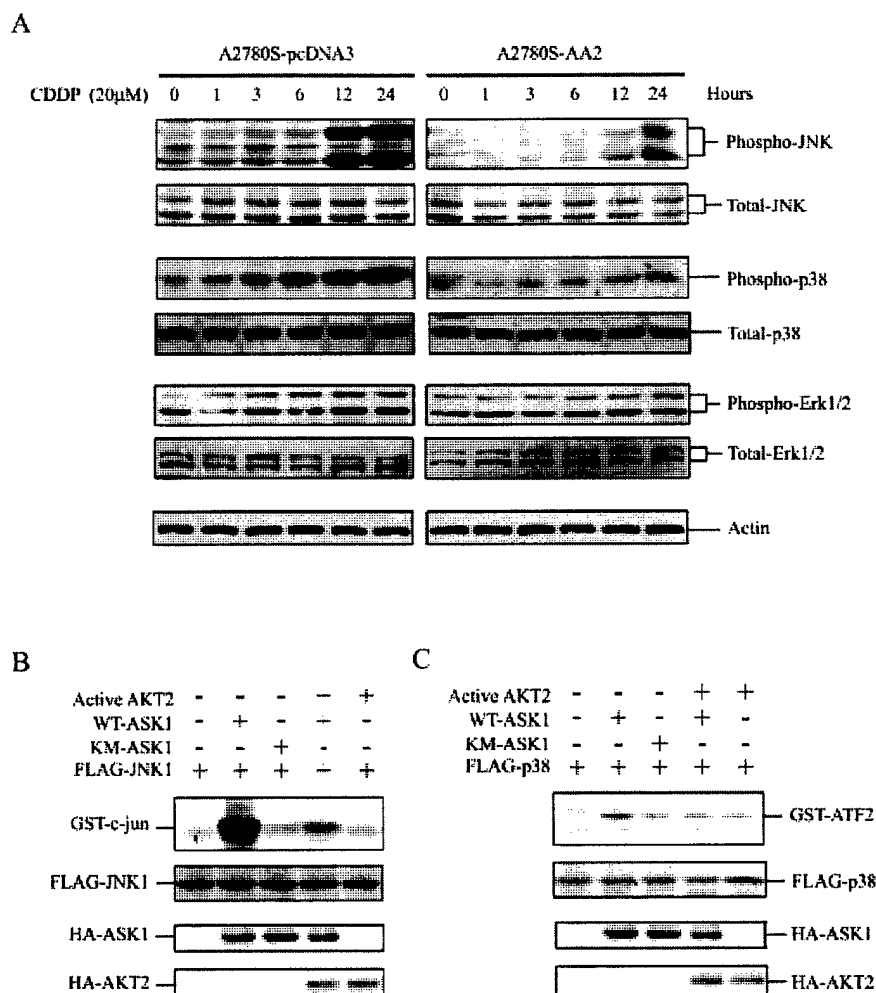 A
A2780S-pcDNA3 A2780S-AA2
CDDP (20µM) 0 1 3 6 12 24 0 1 3 6 12 24 Hours
Phospho-JNK
Total-JNK
Phospho-p38
Total-p38
Phospho-Erk1/2
Total-Erk1/2
Actin
B
Active AKT2 - - - - +
WT-ASK1 - + - + -
KM-ASK1 - - + - -
FLAG-JNK1 + + + - +
GST-c-jun
FLAG-JNK1
HA-ASK1
HA-AKT2
C
Active AKT2 - - - + +
WT-ASK1 - + - + -
KM-ASK1 - - + - -
FLAG-p38 + + + + +
GST-ATF2
FLAG-p38
HA-ASK1
HA-AKT2